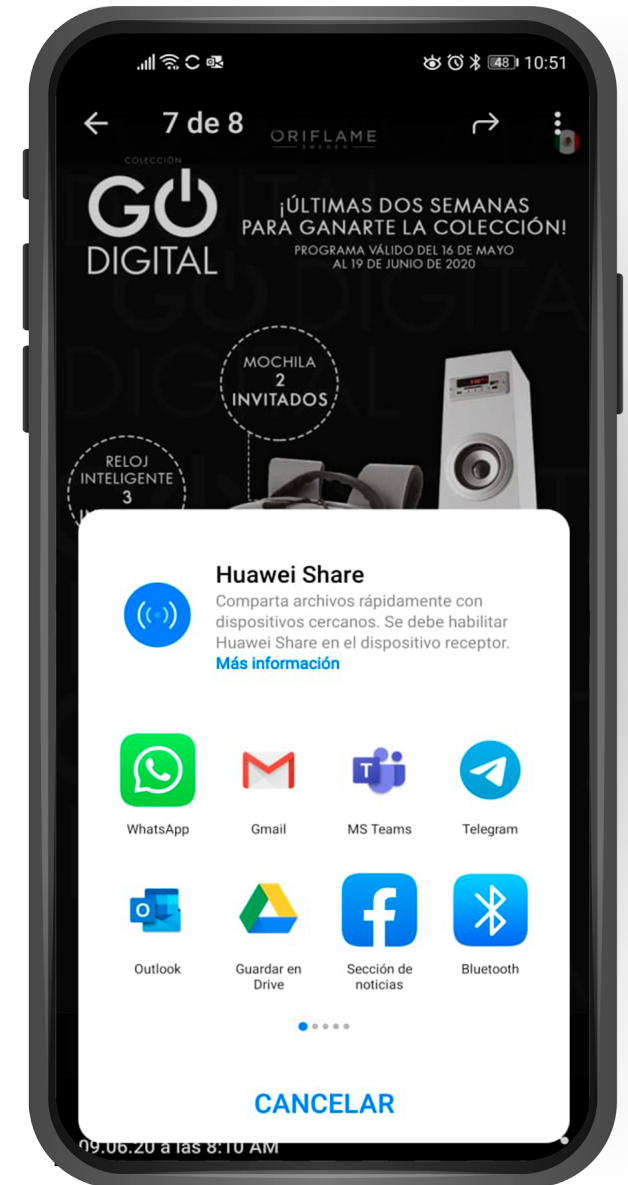 48 10:51
7 de 8
ORIFLAME
SWEDEN
COLECCIÓN
GO
DIGITAL
¡ÚLTIMAS DOS SEMANAS
PARA GANARTE LA COLECCIÓN!
PROGRAMA VÁLIDO DEL 16 DE MAYO
AL 19 DE JUNIO DE 2020
MOCHILA
2
INVITADOS
RELOJ
INTELIGENTE
3
Huawei Share
Comparta archivos rápidamente con
dispositivos cercanos. Se debe habilitar
Huawei Share en el dispositivo receptor.
Más información
WhatsApp
Gmail
MS Teams
Telegram
Outlook
Guardar en
Drive
Sección de
noticias
Bluetooth
CANCELAR
09.06.20 a las 8:10 AM